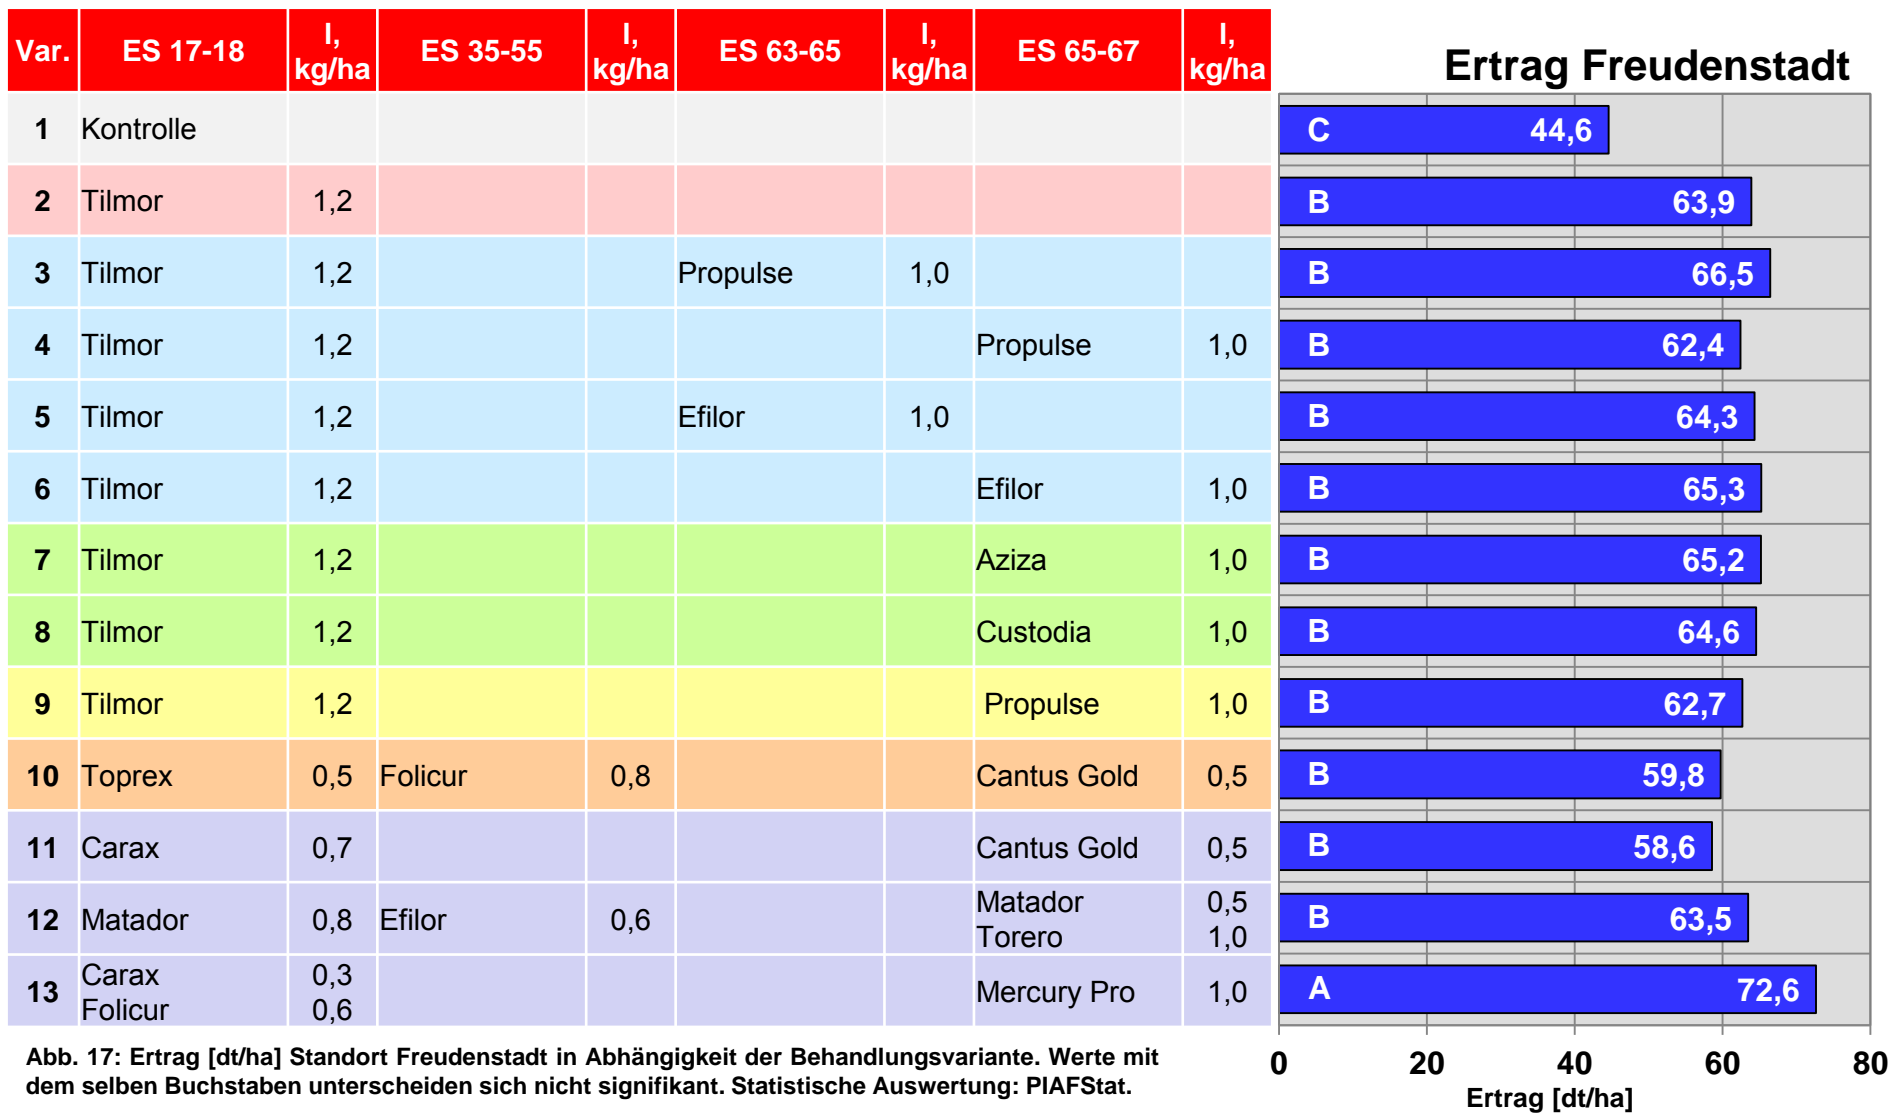 Var. ES 17-18 l, kg/ha ES 35-55 l, kg/ha ES 63-65 l, kg/ha ES 65-67 l, kg/ha
Ertrag Freudenstadt
1 Kontrolle C 44,6
2 Tilmor 1,2 B 63,9
3 Tilmor 1,2 Propulse 1,0 B 66,5
4 Tilmor 1,2 Propulse 1,0 B 62,4
5 Tilmor 1,2 Efilor 1,0 B 64,3
6 Tilmor 1,2 Efilor 1,0 B 65,3
7 Tilmor 1,2 Aziza 1,0 B 65,2
8 Tilmor 1,2 Custodia 1,0 B 64,6
9 Tilmor 1,2 Propulse 1,0 B 62,7
10 Toprex 0,5 Folicur 0,8 Cantus Gold 0,5 B 59,8
11 Carax 0,7 Cantus Gold 0,5 B 58,6
12 Matador 0,8 Efilor 0,6 Matador 0,5 B 63,5
Torero 1,0
13 Carax 0,3 Mercury Pro 1,0 A 72,6
Folicur 0,6
0 20 40 60 80
Ertrag [dt/ha]
Abb. 17: Ertrag [dt/ha] Standort Freudenstadt in Abhängigkeit der Behandlungsvariante. Werte mit
dem selben Buchstaben unterscheiden sich nicht signifikant. Statistische Auswertung: PIAFStat.